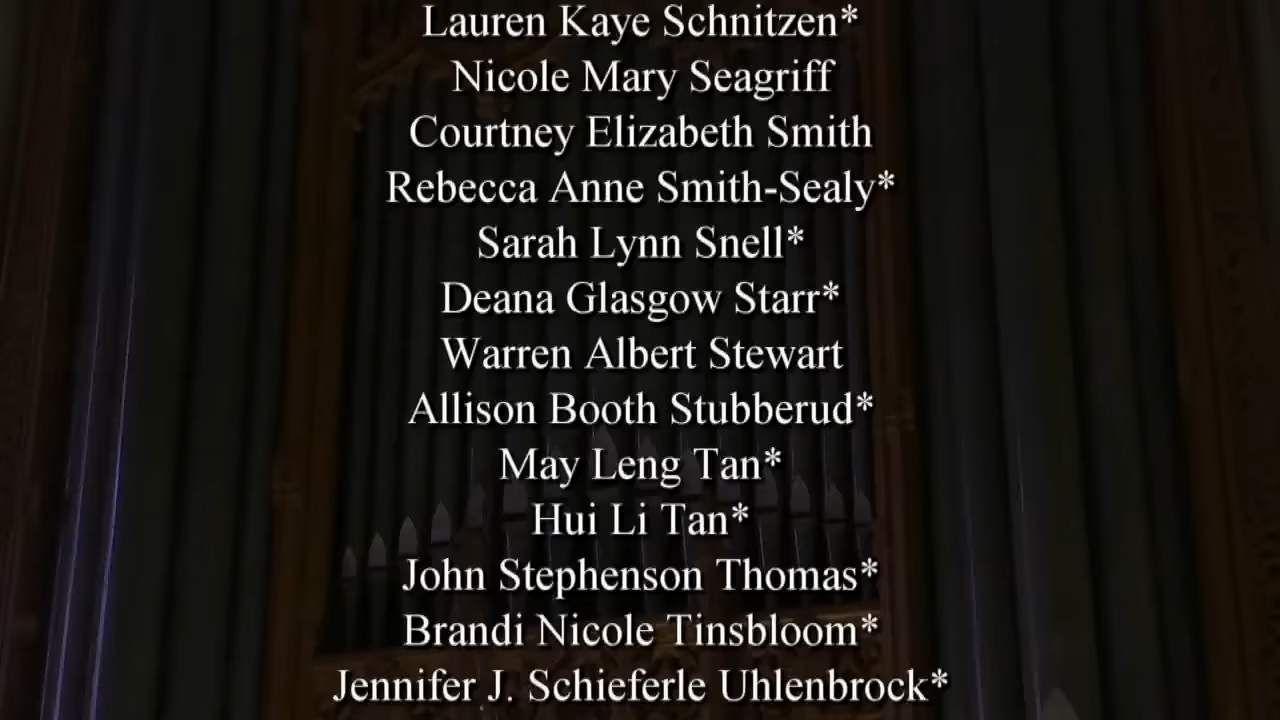 Lauren Kaye Schnitzen*
Nicole Mary Seagriff
Courtney Elizabeth Smith
Rebecca Anne Smith-Sealy*
Sarah Lynn Snell*
Deana Glasgow Starr*
Warren Albert Stewart
Allison Booth Stubberud*
May Leng Tan*
Hui Li Tan*
John Stephenson Thomas*
Brandi Nicole Tinsbloom*
Jennifer J. Schieferle Uhlenbrock*